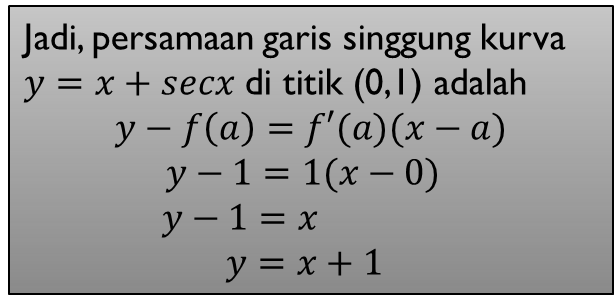 Jadi, persamaan garis singgung kurva
y = x + secx di titik (0,1) adalah
y − f(a) = f′(a)(x − a)
y − 1 = 1(x − 0)
y − 1 = x
y = x + 1